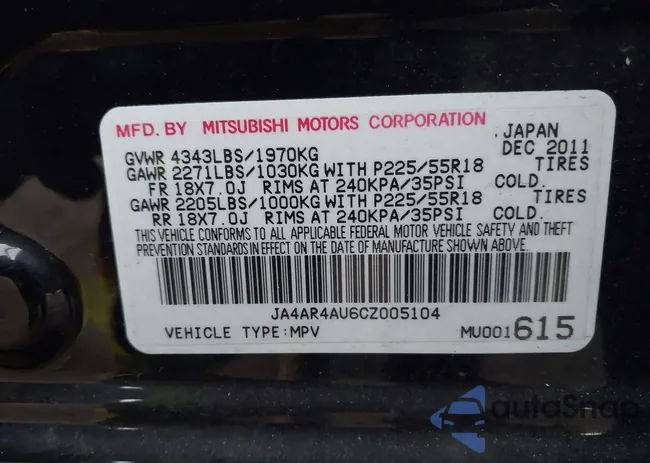 MFD. BY MITSUBISHI MOTORS CORPORATION JAPAN
GVWR 4343LBS/1970KG DEC 2011
GAWR 2271LBS/1030KG WITH P225/55R18 TIRES
FR 18X7.0J RIMS AT 240KPA/35PSI COLD.
GAWR 2205LBS/1000KG WITH P225/55R18 TIRES
RR 18X7.0J RIMS AT 240KPA/35PSI COLD.
THIS VEHICLE CONFORMS TO ALL APPLICABLE FEDERAL MOTOR VEHICLE SAFETY AND THEFT
PREVENTION STANDARDS IN EFFECT ON THE DATE OF MANUFACTURE SHOWN ABOVE.
JA4AR4AU6CZ005104
VEHICLE TYPE:MPV MU001615
autoSnap